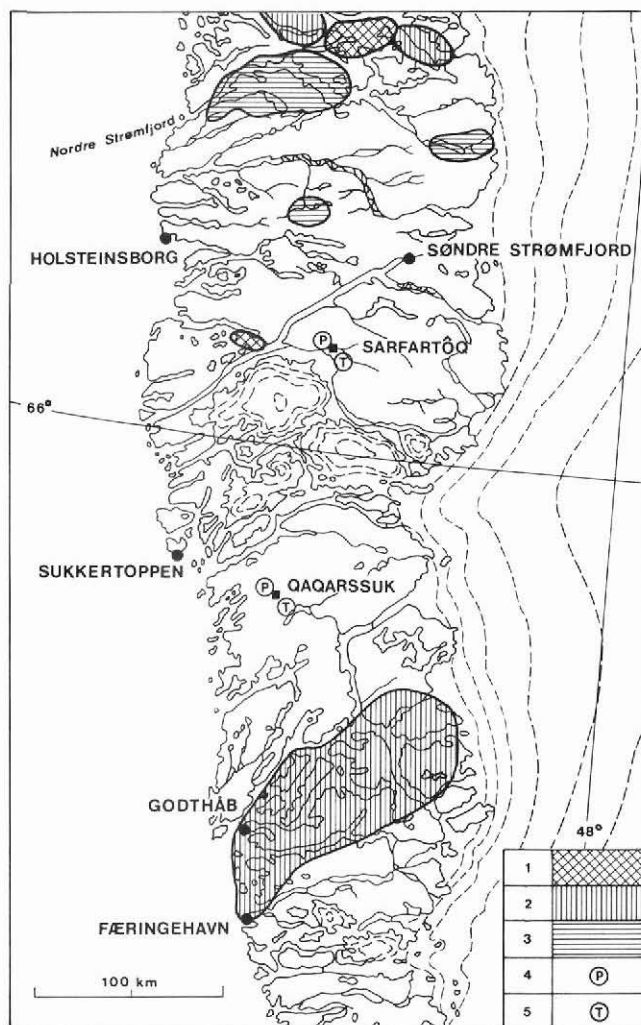 Nordre Strømfjord
HOLSTEINSBORG
SØNDRE STRØMFJORD
P
SARFARTÔQ
T
66°
SUKKERTOPPEN
P
QAQARSSUK
T
GODTHÅB
48°
FÆRINGEHAVN
100 km
1
2
3
4 P
5 T